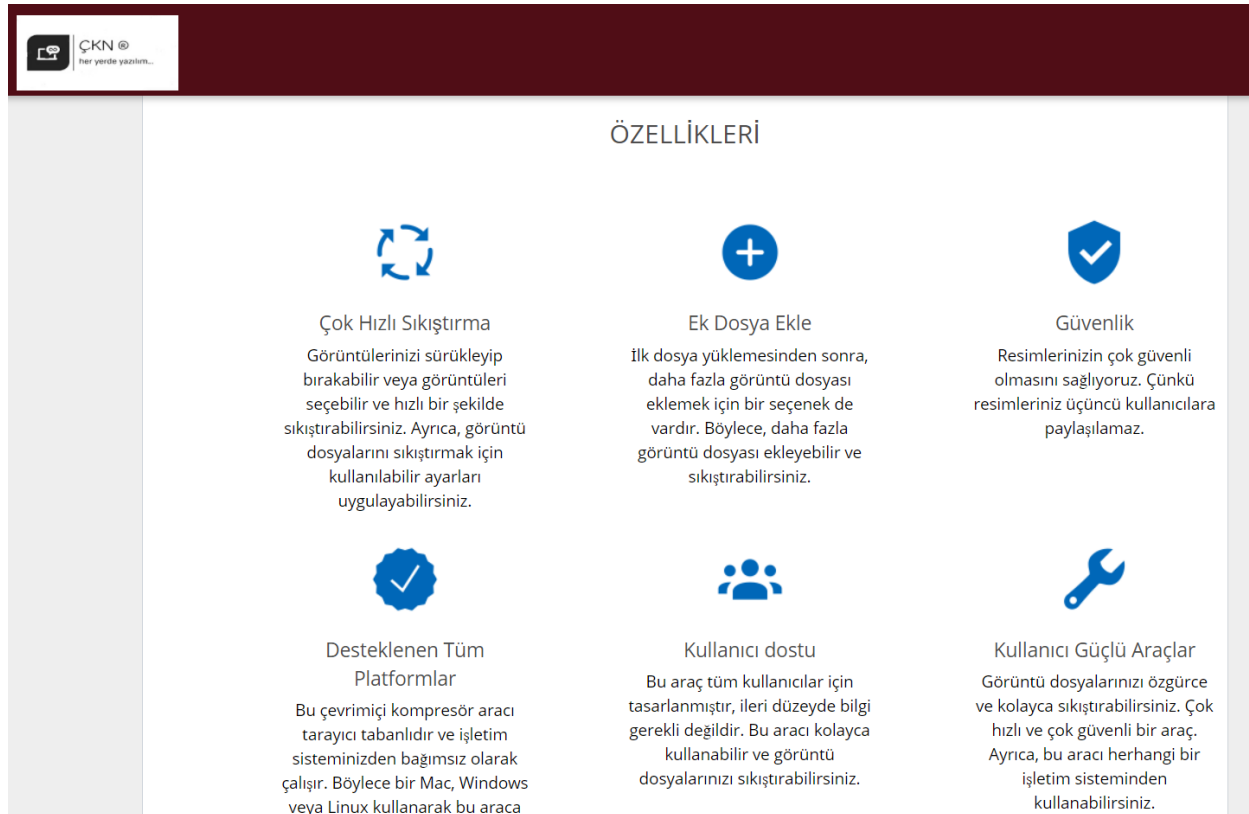 ÇKN ®
her yerde yazılım...
ÖZELLİKLERİ
Çok Hızlı Sıkıştırma
Görüntülerinizi sürükleyip
bırakabilir veya görüntüleri
seçebilir ve hızlı bir şekilde
sıkıştırabilirsiniz. Ayrıca, görüntü
dosyalarını sıkıştırmak için
kullanılabilir ayarları
uygulayabilirsiniz.
Ek Dosya Ekle
İlk dosya yüklemesinden sonra,
daha fazla görüntü dosyası
eklemek için bir seçenek de
vardır. Böylece, daha fazla
görüntü dosyası ekleyebilir ve
sıkıştırabilirsiniz.
Güvenlik
Resimlerinizin çok güvenli
olmasını sağlıyoruz. Çünkü
resimleriniz üçüncü kullanıcılara
paylaşılamaz.
Desteklenen Tüm
Platformlar
Bu çevrimiçi kompresör aracı
tarayıcı tabanlıdır ve işletim
sisteminizden bağımsız olarak
çalışır. Böylece bir Mac, Windows
veya Linux kullanarak bu araca
Kullanıcı dostu
Bu araç tüm kullanıcılar için
tasarlanmıştır, ileri düzeyde bilgi
gerekli değildir. Bu aracı kolayca
kullanabilir ve görüntü
dosyalarınızı sıkıştırabilirsiniz.
Kullanıcı Güçlü Araçlar
Görüntü dosyalarınızı özgürce
ve kolayca sıkıştırabilirsiniz. Çok
hızlı ve çok güvenli bir araç.
Ayrıca, bu aracı herhangi bir
işletim sisteminden
kullanabilirsiniz.